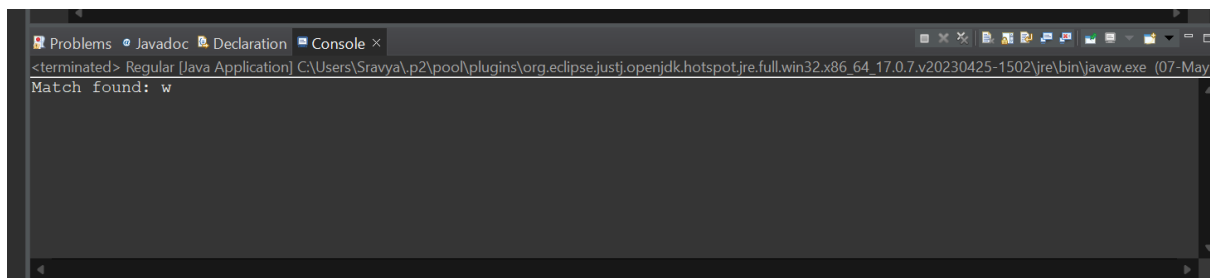 Problems Javadoc Declaration Console ×
<terminated> Regular [Java Application] C:\Users\Sravya\.p2\pool\plugins\org.eclipse.justj.openjdk.hotspot.jre.full.win32.x86_64_17.0.7.v20230425-1502\jre\bin\javaw.exe (07-May
Match found: w